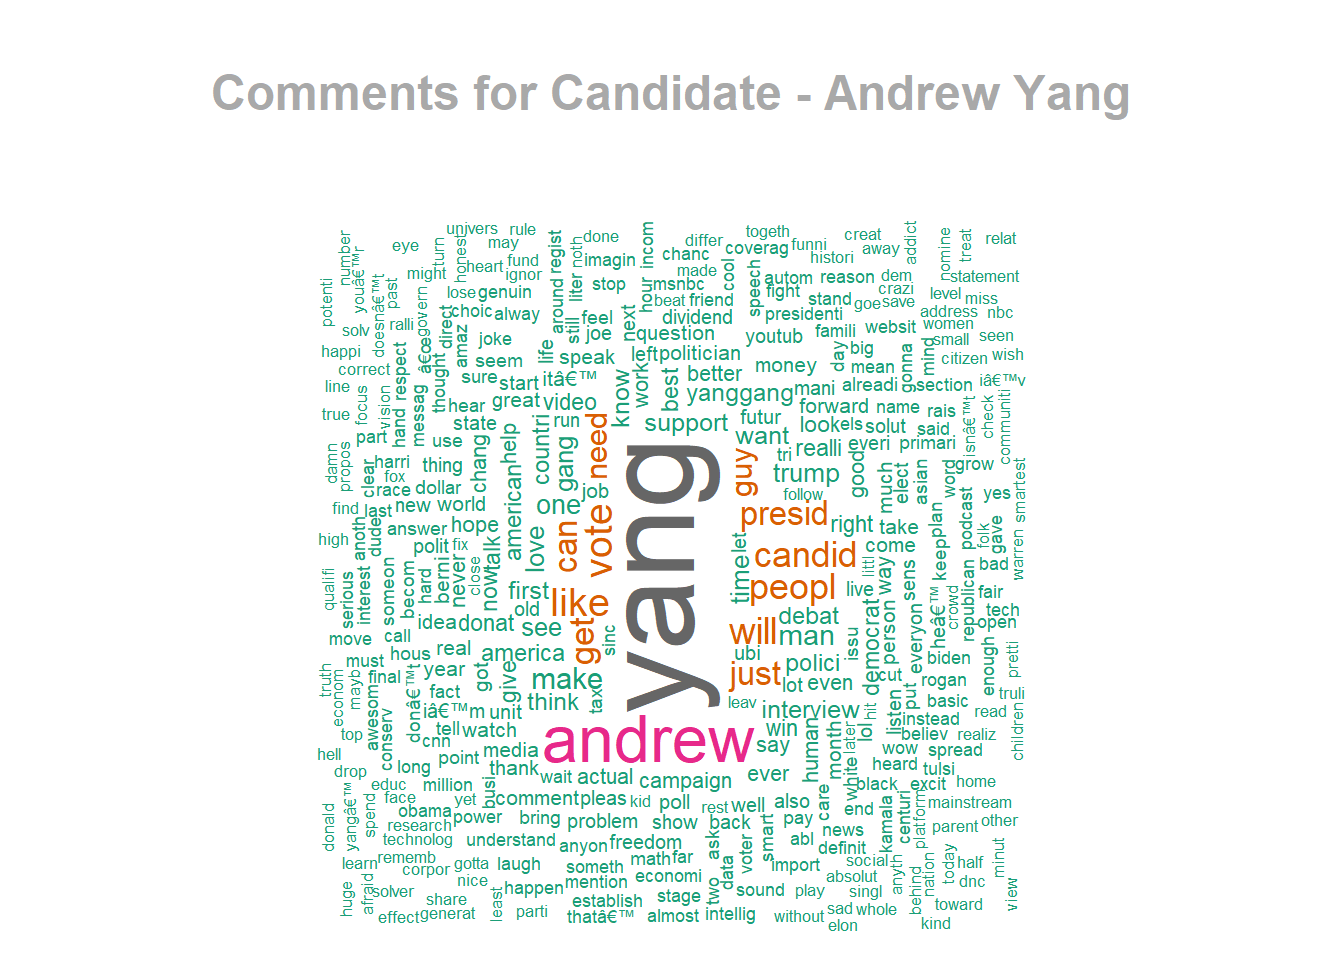 Comments for Candidate - Andrew Yang
univers rule done togeth creat
eye may differ funni away relat
number turn honest noth regist imagin incom chanc coverag histori addict nomine treat
youâ€™r might heart fund ignor around liter stop hour msnbc made cool speech autom reason dem statement
potenti past lose genuin beat friend fight stand goe crazi save level miss
solv doesnâ€™t ralli govern direct choic alway still feel next dividend presidenti address nbc
happi â€œ amaz joke life joe question youtub famili websit women small seen
correct respect thought seem speak left politician day big gonna mind citizen wish
line sure start itâ€™ know work best better money mean alreadi section iâ€™v
true focus vision hand messag hear great video yanggang mani forward name rais isnâ€™t check communiti
part use state run support futur look els solut said
damn propos harri thing chang help countri gang need want tri realli everi primari
clear fox crace dollar american job guy trump good much elect asian word grow smartest
find last new world one follow yes
high anoth dude answer hope talk can vote yang presid right take keep plan podcast folk gave
polit fix love let candid come littl bad warren
qualifi serious interest someon becom hard berni never close now first time peopl live way sens heâ€™ crowd republican fair tech
move call idea donat old see like get sinc debat issu democrat person everyon open
truth must hous real america will man ubi biden enough pretti
econom mayb final year got give make just polici lot even cut put rogan truli
awesom donâ€™t fact iâ€™m unit think tax leav interview hit listen basic read
top conserv tell watch andrew win lol instead believ realiz children
hell cnn media say human month white later wow spread
drop long point thank wait actual campaign ever heard tulsi
educ million busi black excit home
face obama yet comment pleas kid poll rest well also care end kamala centuri platform mainstream
donald yangâ€™ spend research power bring problem show back pay news parent other
technolog understand anyon freedom ask voter smart abl definit
learn rememb gotta laugh someth math far data import social anyth nation today half minut
huge afraid solver corpor nice happen mention economi two sound play absolut singl behind dnc view
share least establish stage sad whole toward
effect generat parti thatâ€™ almost intellig without elon kind